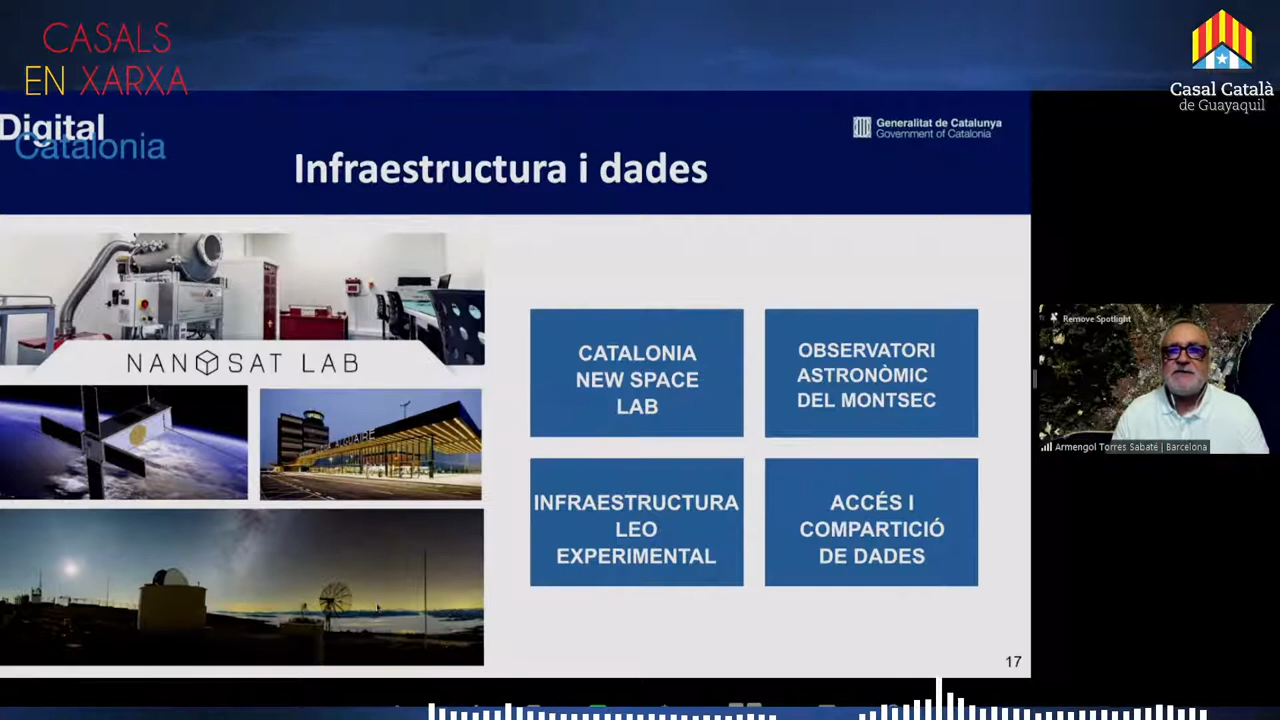 CASALS
EN XARXA
Casal Català
de Guayaquil
Digital
Catalonia
Generalitat de Catalunya
Government of Catalonia
Infraestructura i dades
NANOSAT LAB
ALGUAIRE
CATALONIA
NEW SPACE
LAB
OBSERVATORI
ASTRONÒMIC
DEL MONTSEC
INFRAESTRUCTURA
LEO
EXPERIMENTAL
ACCÉS I
COMPARTICIÓ
DE DADES
17
Remove Spotlight
Armengol Torres Sabaté | Barcelona